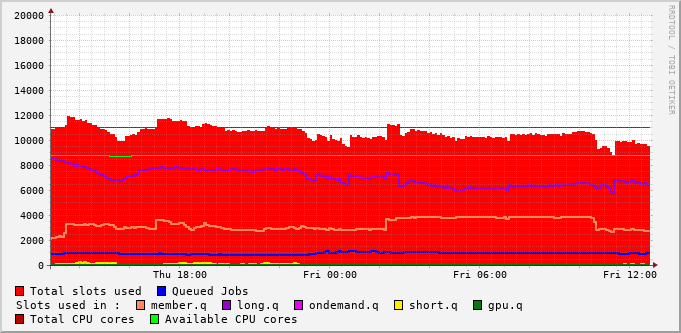 20000
18000
16000
14000
12000
10000
8000
6000
4000
2000
0
Thu 18:00 Fri 00:00 Fri 06:00 Fri 12:00
Total slots used Queued Jobs
Slots used in : member.q long.q ondemand.q short.q gpu.q
Total CPU cores Available CPU cores
RRDTOOL / TOBI OETIKER